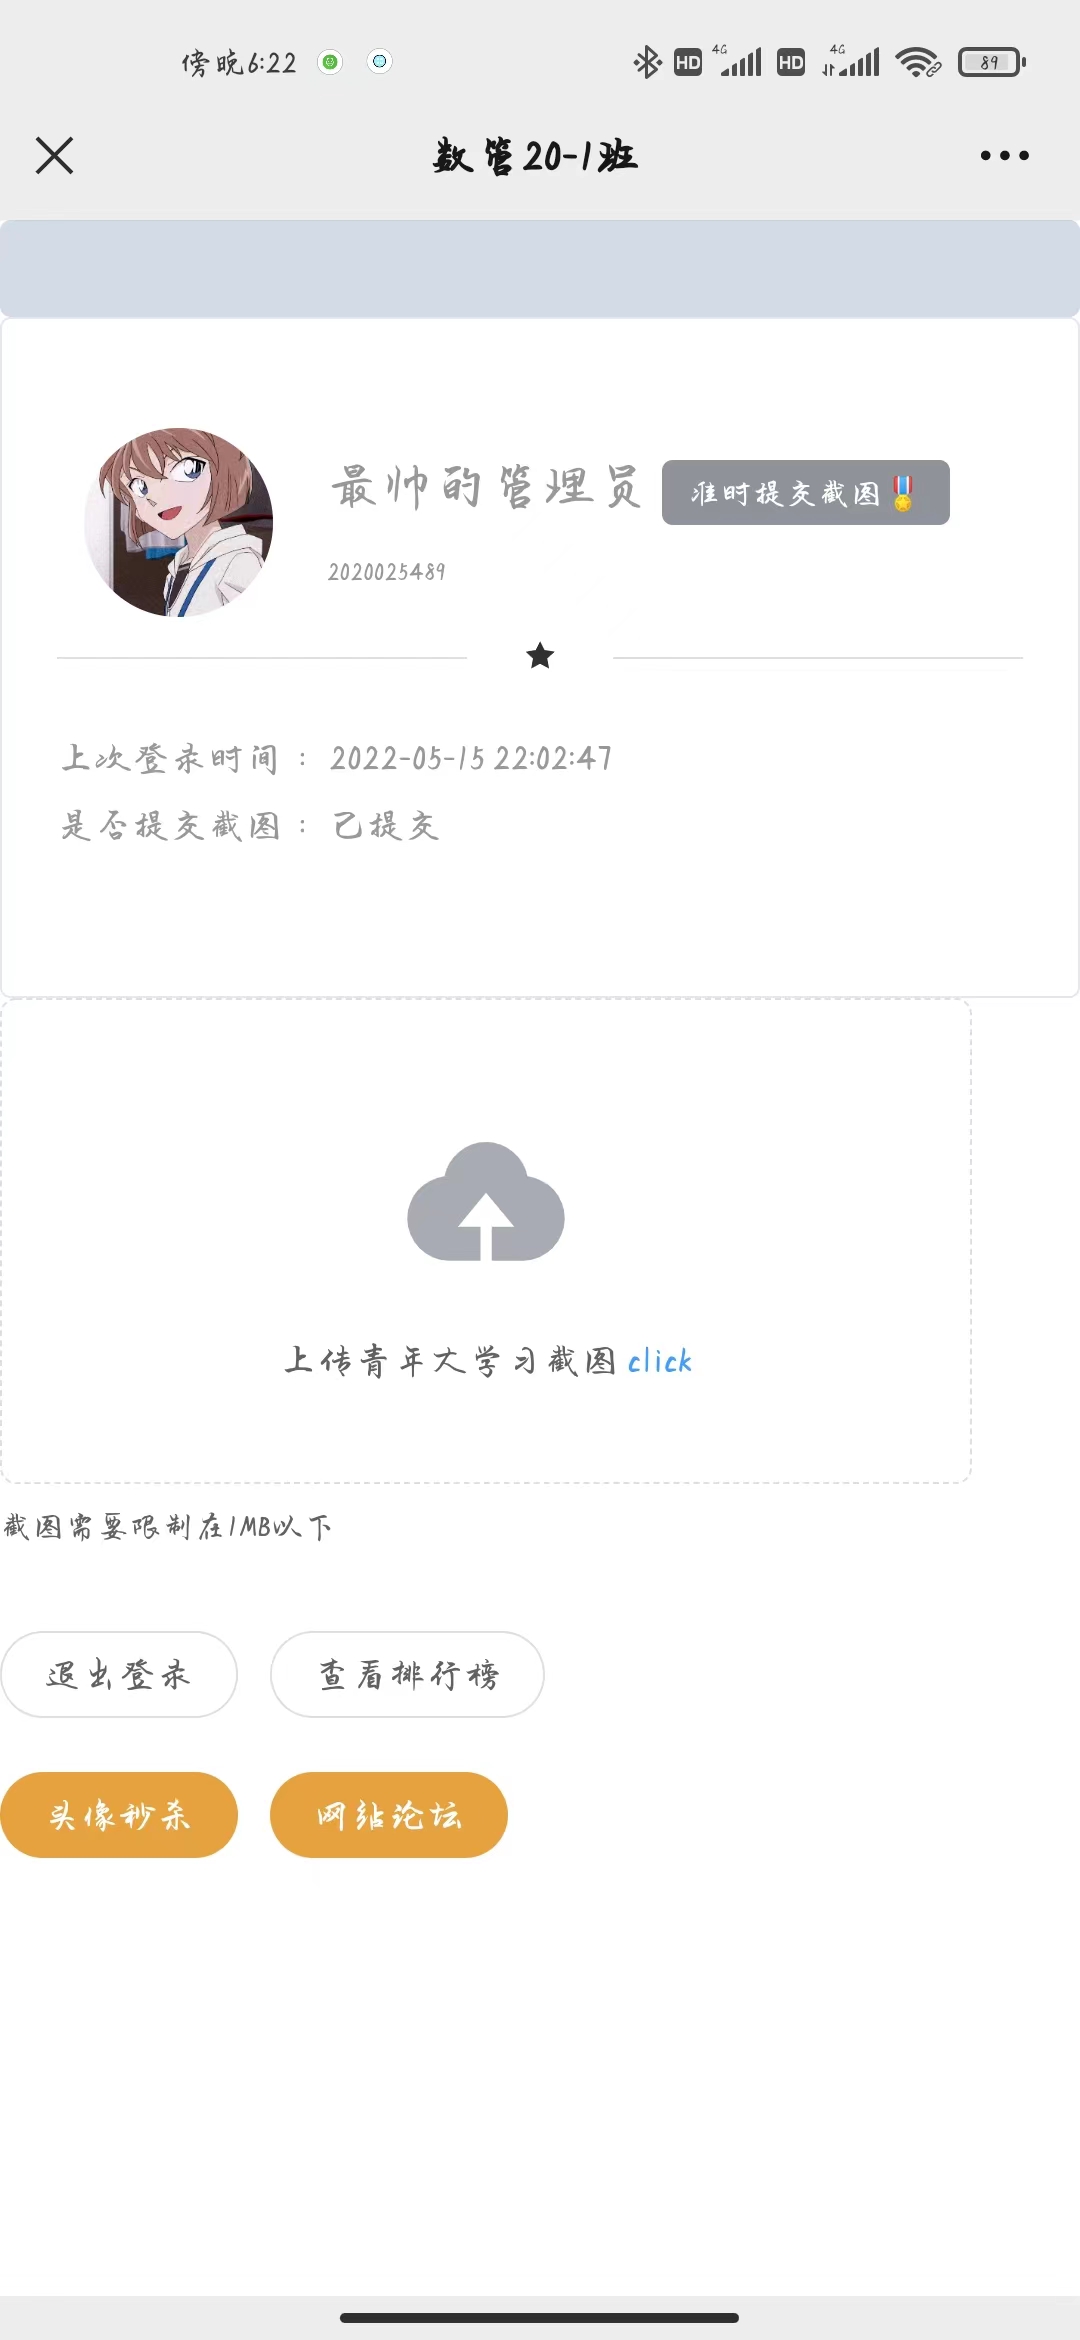 傍晚6:22 HD 4G HD 4G 89
数管20-1班
最帅的管理员 准时提交截图🏅
2020025489
上次登录时间 : 2022-05-15 22:02:47
是否提交截图 : 已提交
上传青年大学习截图 click
截图需要限制在1MB以下
退出登录 查看排行榜
头像秒杀 网站论坛